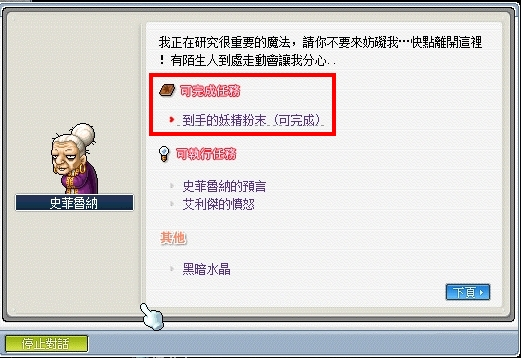 我正在研究很重要的魔法，請你不要來妨礙我…快點離開這裡
！有陌生人到處走動會讓我分心..
可完成任務
到手的妖精粉末（可完成）
可執行任務
史菲魯納的預言
艾利傑的憤怒
其他
黑暗水晶
史菲魯納
下頁
停止對話